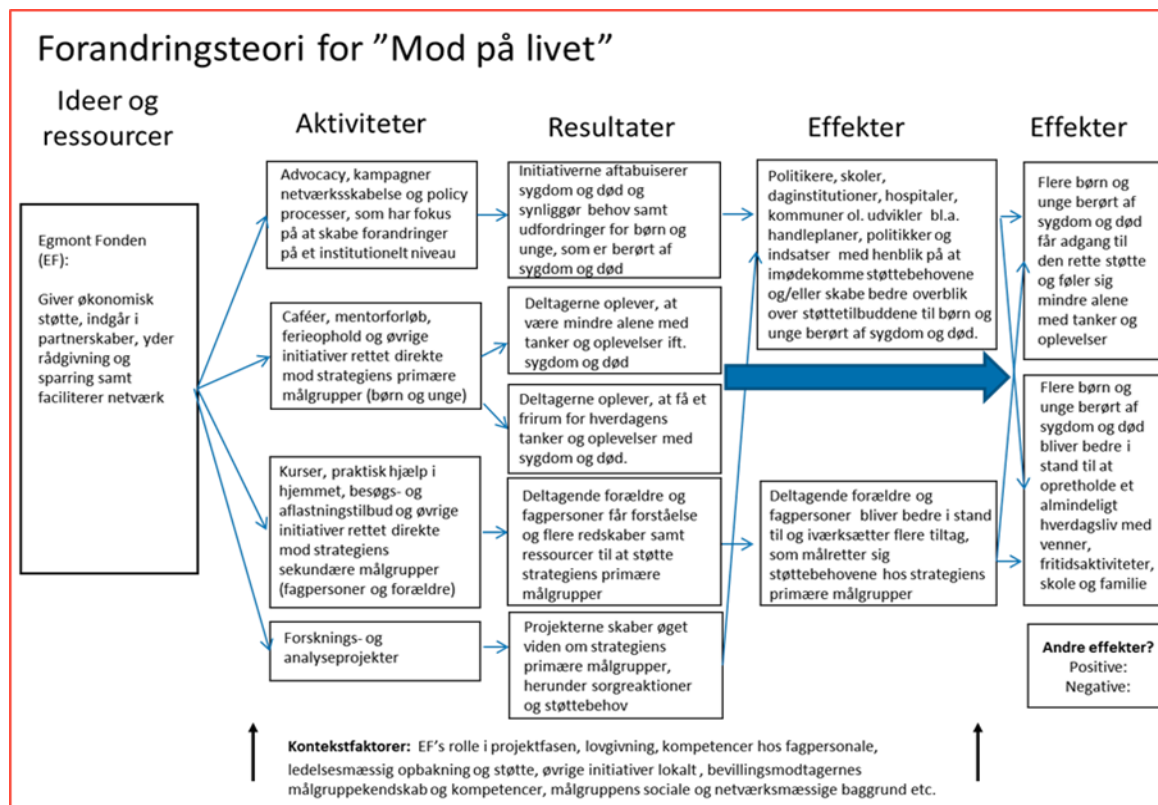 Forandringsteori for ”Mod på livet”
Ideer og
ressourcer
Egmont Fonden
(EF):
Giver økonomisk
støtte, indgår i
partnerskaber, yder
rådgivning og
sparring samt
faciliterer netværk
Aktiviteter
Advocacy, kampagner
netværksskabelse og policy
processer, som har fokus
på at skabe forandringer
på et institutionelt niveau
Caféer, mentorforløb,
ferieophold og øvrige
initiativer rettet direkte
mod strategiens primære
målgrupper (børn og unge)
Kurser, praktisk hjælp i
hjemmet, besøgs- og
aflastningstilbud og øvrige
initiativer rettet direkte
mod strategiens
sekundære målgrupper
(fagpersoner og forældre)
Forsknings- og
analyseprojekter
Resultater
Initiativerne aftabuiserer
sygdom og død og
synliggør behov samt
udfordringer for børn og
unge, som er berørt af
sygdom og død
Deltagerne oplever, at
være mindre alene med
tanker og oplevelser ift.
sygdom og død
Deltagerne oplever, at få et
frirum for hverdagens
tanker og oplevelser med
sygdom og død.
Deltagende forældre og
fagpersoner får forståelse
og flere redskaber samt
ressourcer til at støtte
strategiens primære
målgrupper
Projekterne skaber øget
viden om strategiens
primære målgrupper,
herunder sorgreaktioner
og støttebehov
Effekter
Politikere, skoler,
daginstitutioner, hospitaler,
kommuner ol. udvikler bl.a.
handleplaner, politikker og
indsatser med henblik på at
imødekomme støttebehovene
og/eller skabe bedre overblik
over støttetilbuddene til børn og
unge berørt af sygdom og død.
Deltagende forældre og
fagpersoner bliver bedre i stand
til og iværksætter flere tiltag,
som målretter sig
støttebehovene hos strategiens
primære målgrupper
Effekter
Flere børn og
unge berørt af
sygdom og død
får adgang til
den rette støtte
og føler sig
mindre alene
med tanker og
oplevelser
Flere børn og
unge berørt af
sygdom og død
bliver bedre i
stand til at
opretholde et
almindeligt
hverdagsliv med
venner,
fritidsaktiviteter,
skole og familie
Andre effekter?
Positive:
Negative:
Kontekstfaktorer: EF’s rolle i projektfasen, lovgivning, kompetencer hos fagpersonale,
ledelsesmæssig opbakning og støtte, øvrige initiativer lokalt , bevillingsmodtagernes
målgruppekendskab og kompetencer, målgruppens sociale og netværksmæssige baggrund etc.